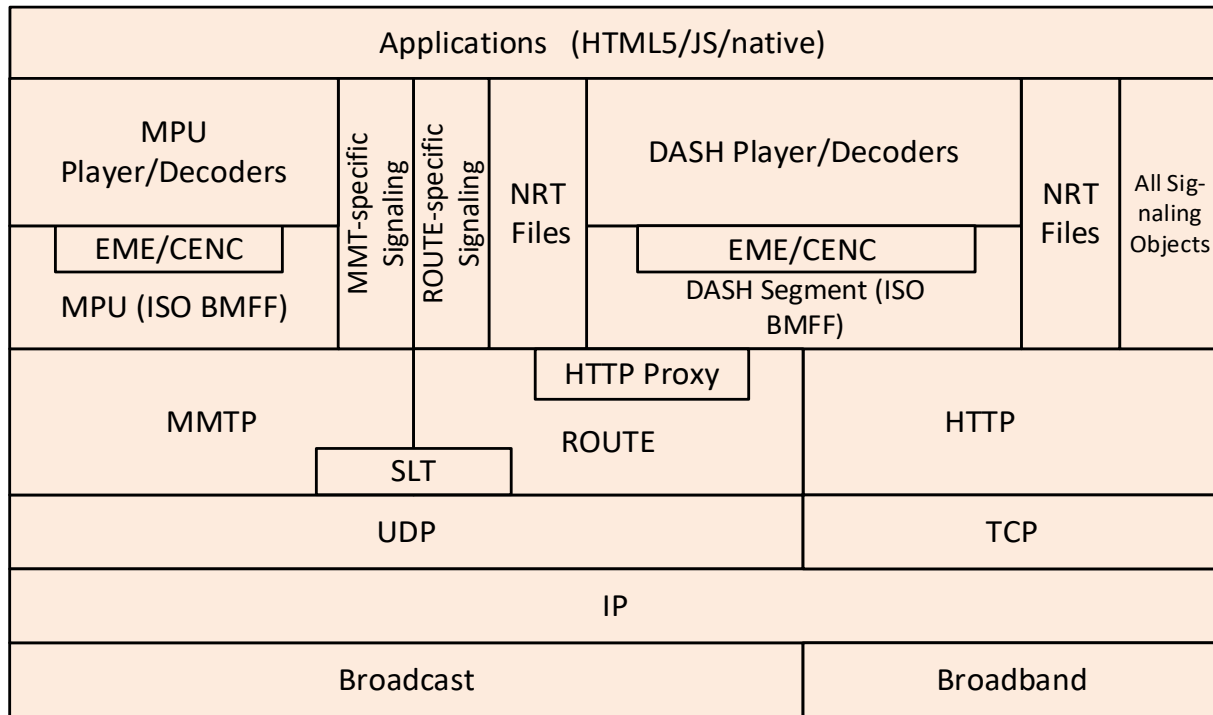 Applications (HTML5/JS/native)
MPU
Player/Decoders
EME/CENC
MPU (ISO BMFF)
MMT-specific
Signaling
ROUTE-specific
Signaling
NRT
Files
DASH Player/Decoders
EME/CENC
DASH Segment (ISO
BMFF)
NRT
Files
All Sig-
naling
Objects
MMTP
SLT
HTTP Proxy
ROUTE
HTTP
UDP
TCP
IP
Broadcast
Broadband